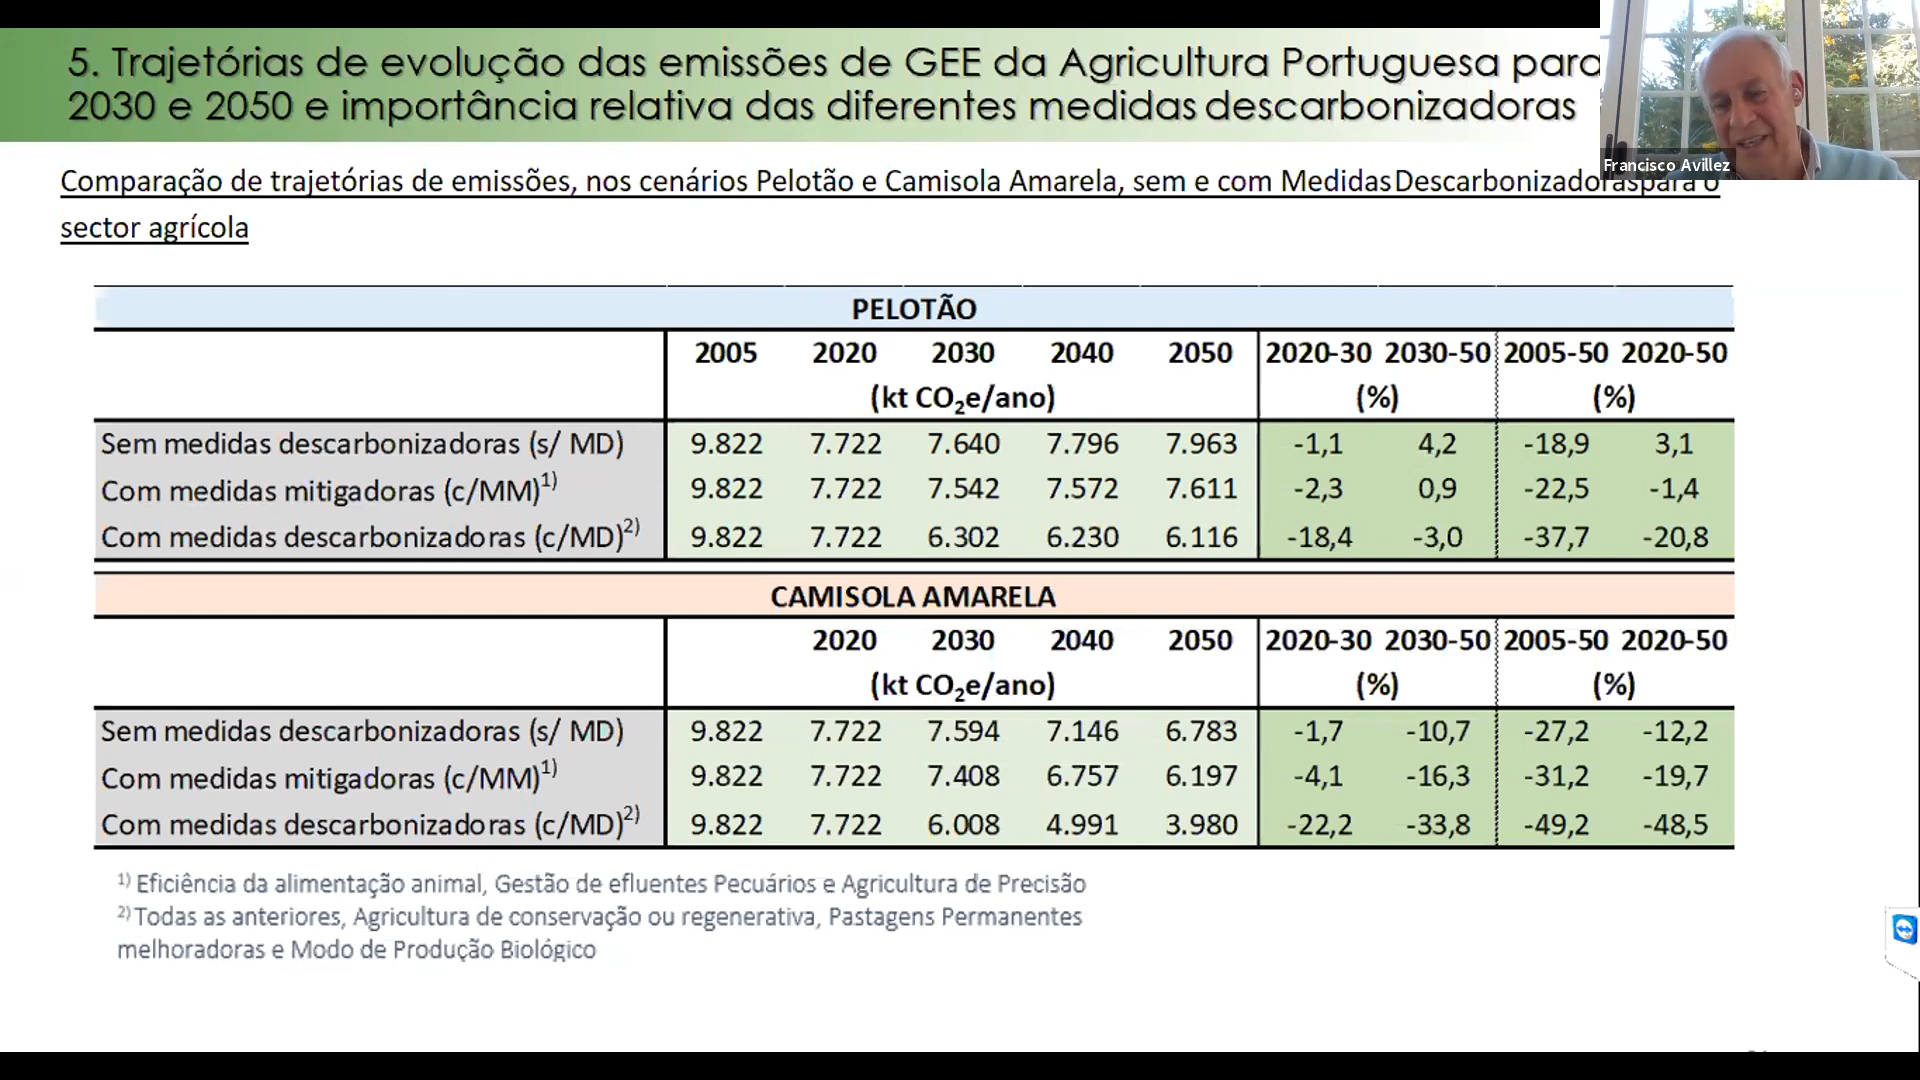 5. Trajetórias de evolução das emissões de GEE da Agricultura Portuguesa para
2030 e 2050 e importância relativa das diferentes medidas descarbonizadoras
Francisco Avillez
Comparação de trajetórias de emissões, nos cenários Pelotão e Camisola Amarela, sem e com Medidas Descarbonizadoras para o
sector agrícola
PELOTÃO
2005 2020 2030 2040 2050 2020-30 2030-50 2005-50 2020-50
(kt CO₂e/ano) (%) (%)
Sem medidas descarbonizadoras (s/ MD) 9.822 7.722 7.640 7.796 7.963 -1,1 4,2 -18,9 3,1
Com medidas mitigadoras (c/MM)1) 9.822 7.722 7.542 7.572 7.611 -2,3 0,9 -22,5 -1,4
Com medidas descarbonizadoras (c/MD)2) 9.822 7.722 6.302 6.230 6.116 -18,4 -3,0 -37,7 -20,8
CAMISOLA AMARELA
2020 2030 2040 2050 2020-30 2030-50 2005-50 2020-50
(kt CO₂e/ano) (%) (%)
Sem medidas descarbonizadoras (s/ MD) 9.822 7.722 7.594 7.146 6.783 -1,7 -10,7 -27,2 -12,2
Com medidas mitigadoras (c/MM)1) 9.822 7.722 7.408 6.757 6.197 -4,1 -16,3 -31,2 -19,7
Com medidas descarbonizadoras (c/MD)2) 9.822 7.722 6.008 4.991 3.980 -22,2 -33,8 -49,2 -48,5
1) Eficiência da alimentação animal, Gestão de efluentes Pecuários e Agricultura de Precisão
2) Todas as anteriores, Agricultura de conservação ou regenerativa, Pastagens Permanentes
melhoradoras e Modo de Produção Biológico